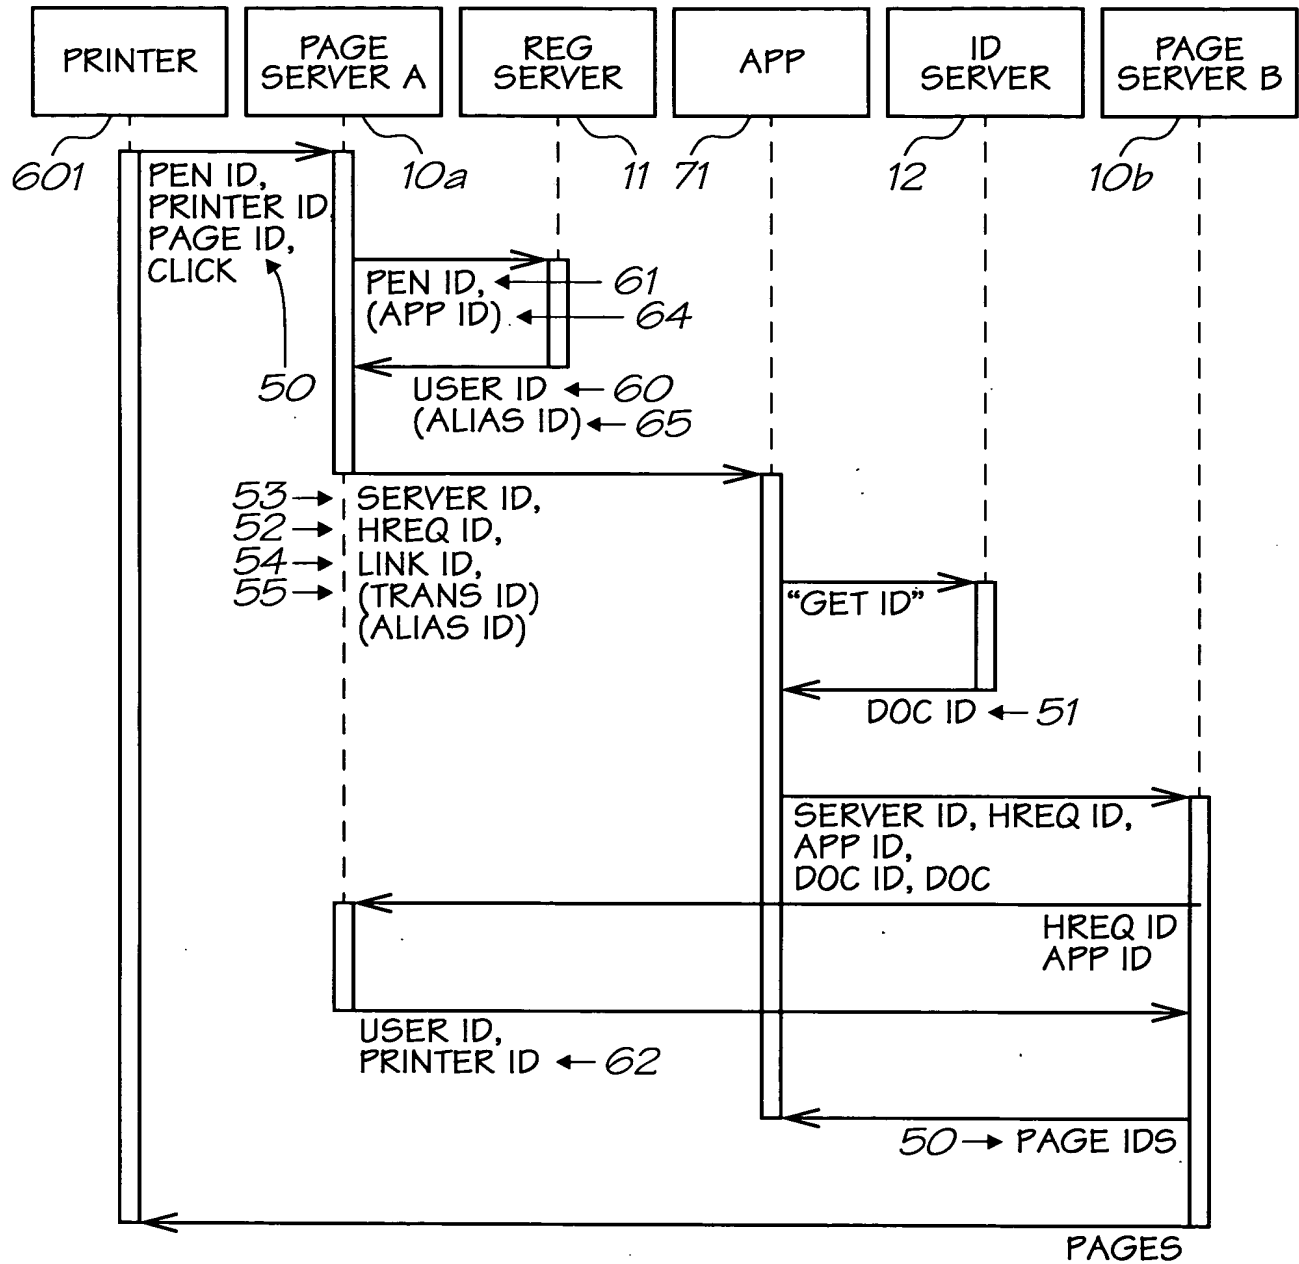 PRINTER
PAGE
SERVER A
REG
SERVER
APP
ID
SERVER
PAGE
SERVER B
601
10a
11
71
12
10b
PEN ID,
PRINTER ID
PAGE ID,
CLICK
50
PEN ID,
61
(APP ID)
64
USER ID
60
(ALIAS ID)
65
53
SERVER ID,
52
HREQ ID,
54
LINK ID,
55
(TRANS ID)
(ALIAS ID)
“GET ID”
DOC ID
51
SERVER ID, HREQ ID,
APP ID,
DOC ID, DOC
HREQ ID
APP ID
USER ID,
PRINTER ID
62
50
PAGE IDS
PAGES